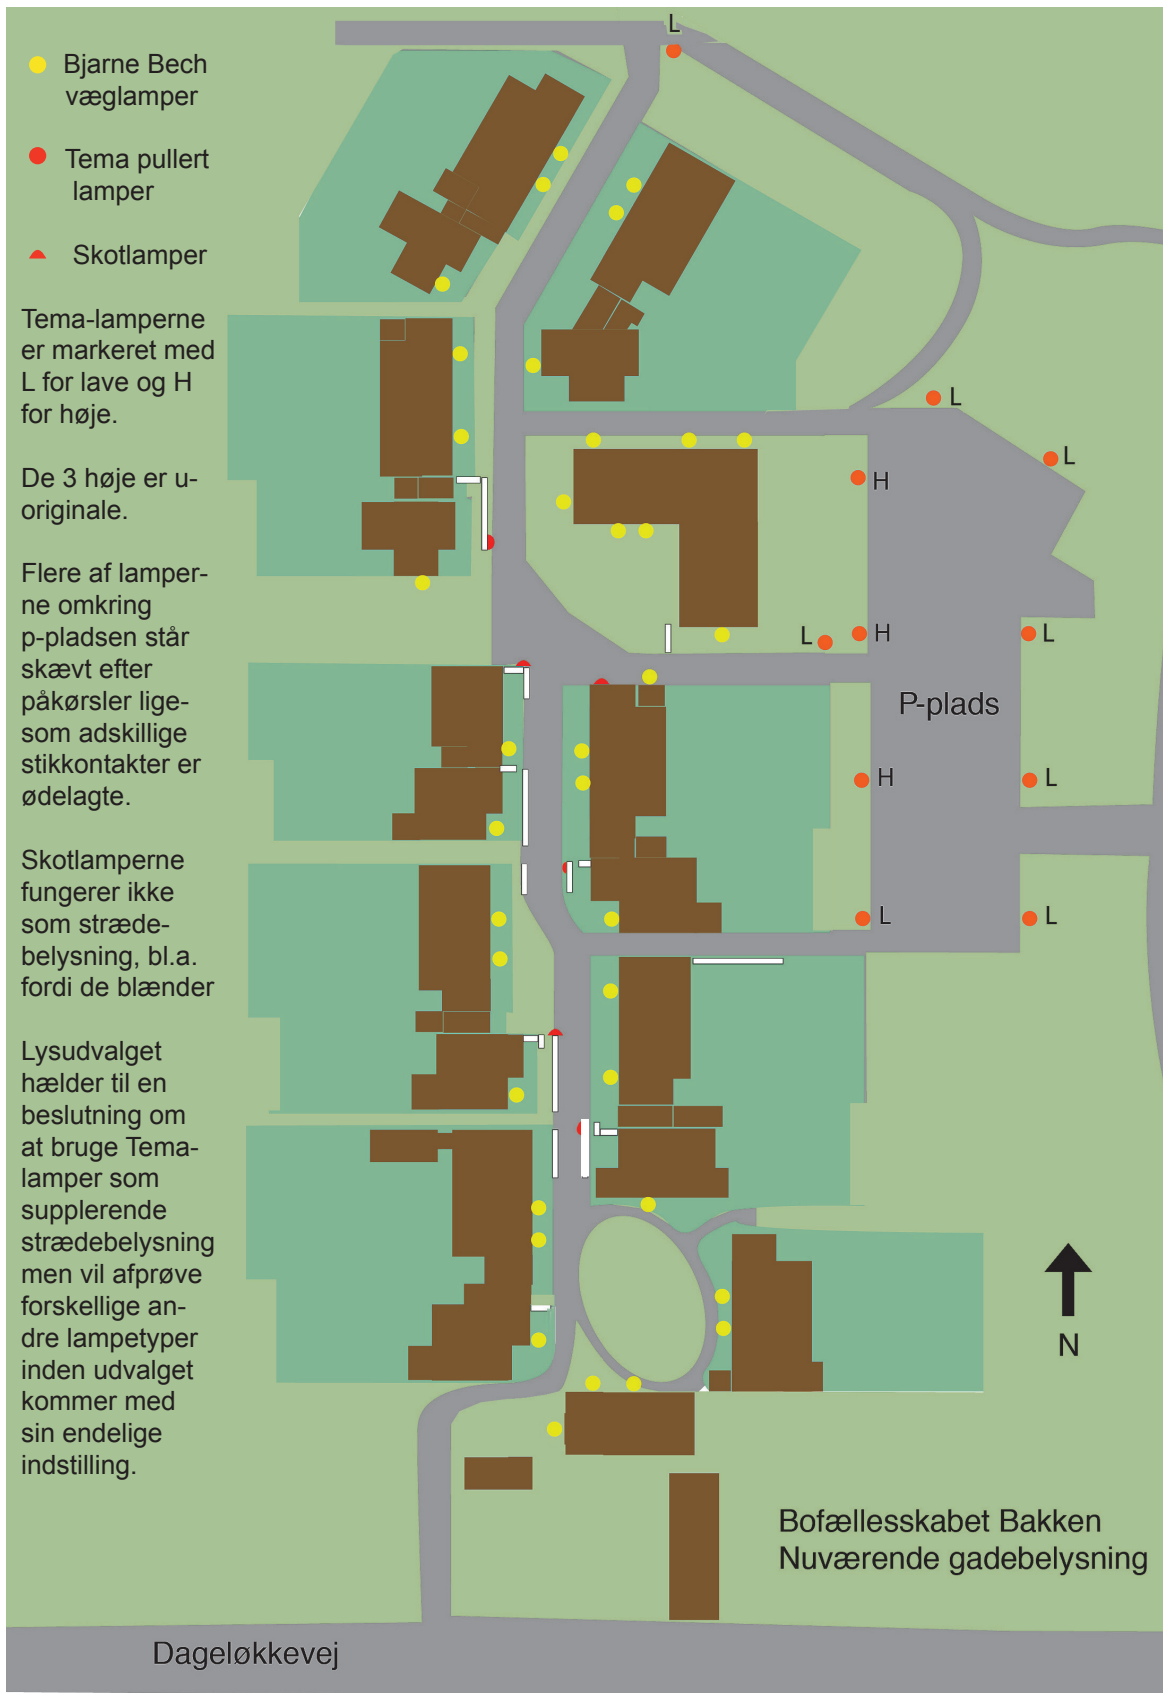 Bjarne Bech
væglamper
Tema pullert
lamper
Skotlamper
Tema-lamperne
er markeret med
L for lave og H
for høje.
De 3 høje er u-
originale.
Flere af lamper-
ne omkring
p-pladsen står
skævt efter
påkørsler lige-
som adskillige
stikkontakter er
ødelagte.
Skotlamperne
fungerer ikke
som stræde-
belysning, bl.a.
fordi de blænder
Lysudvalget
hælder til en
beslutning om
at bruge Tema-
lamper som
supplerende
strædebelysning
men vil afprøve
forskellige an-
dre lampetyper
inden udvalget
kommer med
sin endelige
indstilling.
L
L
L
H
L
H
L
P-plads
H
L
L
L
N
Bofællesskabet Bakken
Nuværende gadebelysning
Dageløkkevej